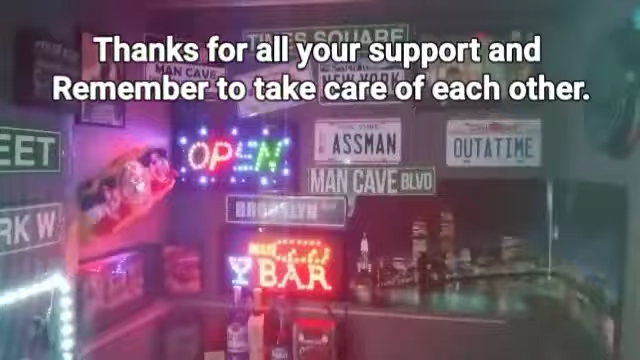 Thanks for all your support and
Remember to take care of each other.
TIMES SQUARE
MAN CAVE
NEW YORK
EET
OPEN
ASSMAN
OUTATIME
MAN CAVE BLVD
RK W
BROOKLYN
BAR